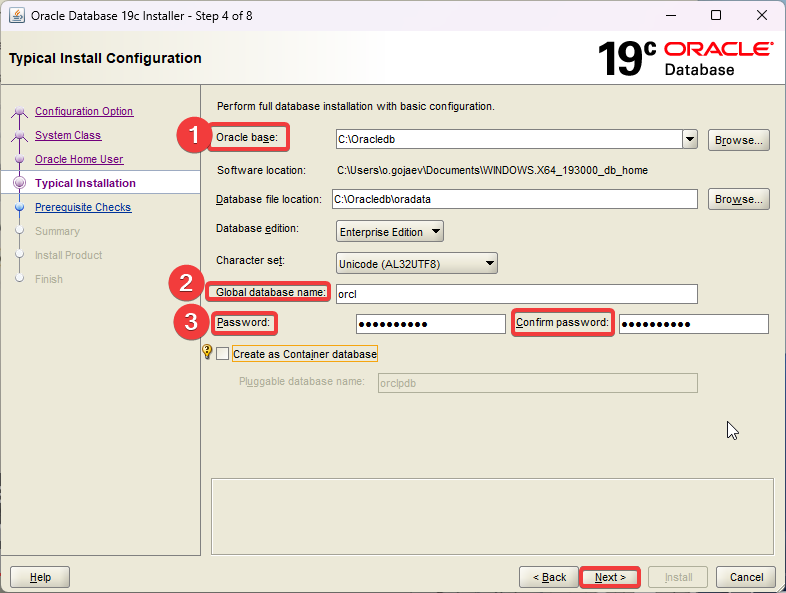 Oracle Database 19c Installer - Step 4 of 8
Typical Install Configuration
19c ORACLE
Database
Configuration Option
System Class
Oracle Home User
Typical Installation
Prerequisite Checks
Summary
Install Product
Finish
Perform full database installation with basic configuration.
1 Oracle base: C:\Oracledb Browse...
Software location: C:\Users\o.gojaev\Documents\WINDOWS.X64_193000_db_home
Database file location: C:\Oracledb\oradata Browse...
Database edition: Enterprise Edition
Character set: Unicode (AL32UTF8)
2 Global database name: orcl
3 Password: ●●●●●●●●●● Confirm password: ●●●●●●●●●●
Create as Container database
Pluggable database name: orclpdb
Help < Back Next > Install Cancel